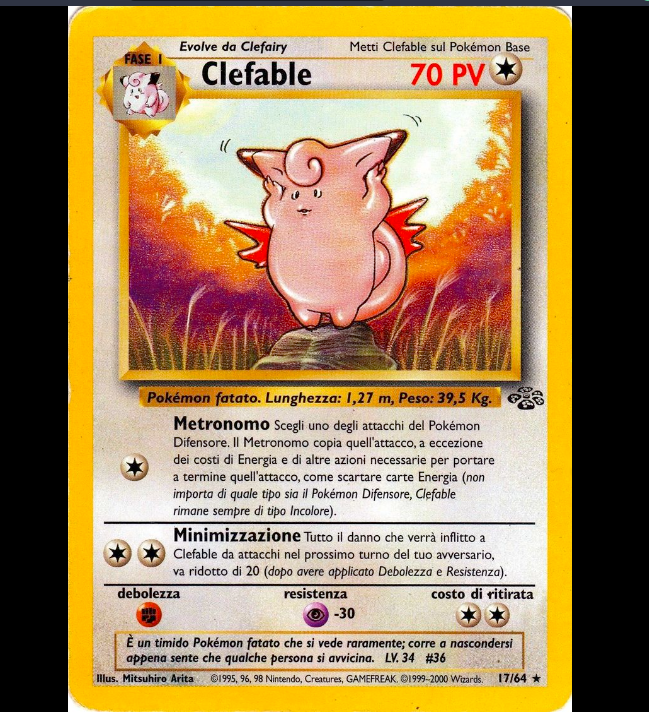 Evolve da Clefairy
Metti Clefable sul Pokémon Base
FASE 1
Clefable
70 PV
Pokémon fatato. Lunghezza: 1,27 m, Peso: 39,5 Kg.
Metronomo Scegli uno degli attacchi del Pokémon
Difensore. Il Metronomo copia quell'attacco, a eccezione
dei costi di Energia e di altre azioni necessarie per portare
a termine quell'attacco, come scartare carte Energia (non
importa di quale tipo sia il Pokémon Difensore, Clefable
rimane sempre di tipo Incolore).
Minimizzazione Tutto il danno che verrà inflitto a
Clefable da attacchi nel prossimo turno del tuo avversario,
va ridotto di 20 (dopo avere applicato Debolezza e Resistenza).
debolezza
resistenza
costo di ritirata
-30
È un timido Pokémon fatato che si vede raramente; corre a nascondersi
appena sente che qualche persona si avvicina. LV. 34 #36
Illus. Mitsuhiro Arita ©1995, 96, 98 Nintendo, Creatures, GAMEFREAK. ©1999-2000 Wizards. 17/64 ★